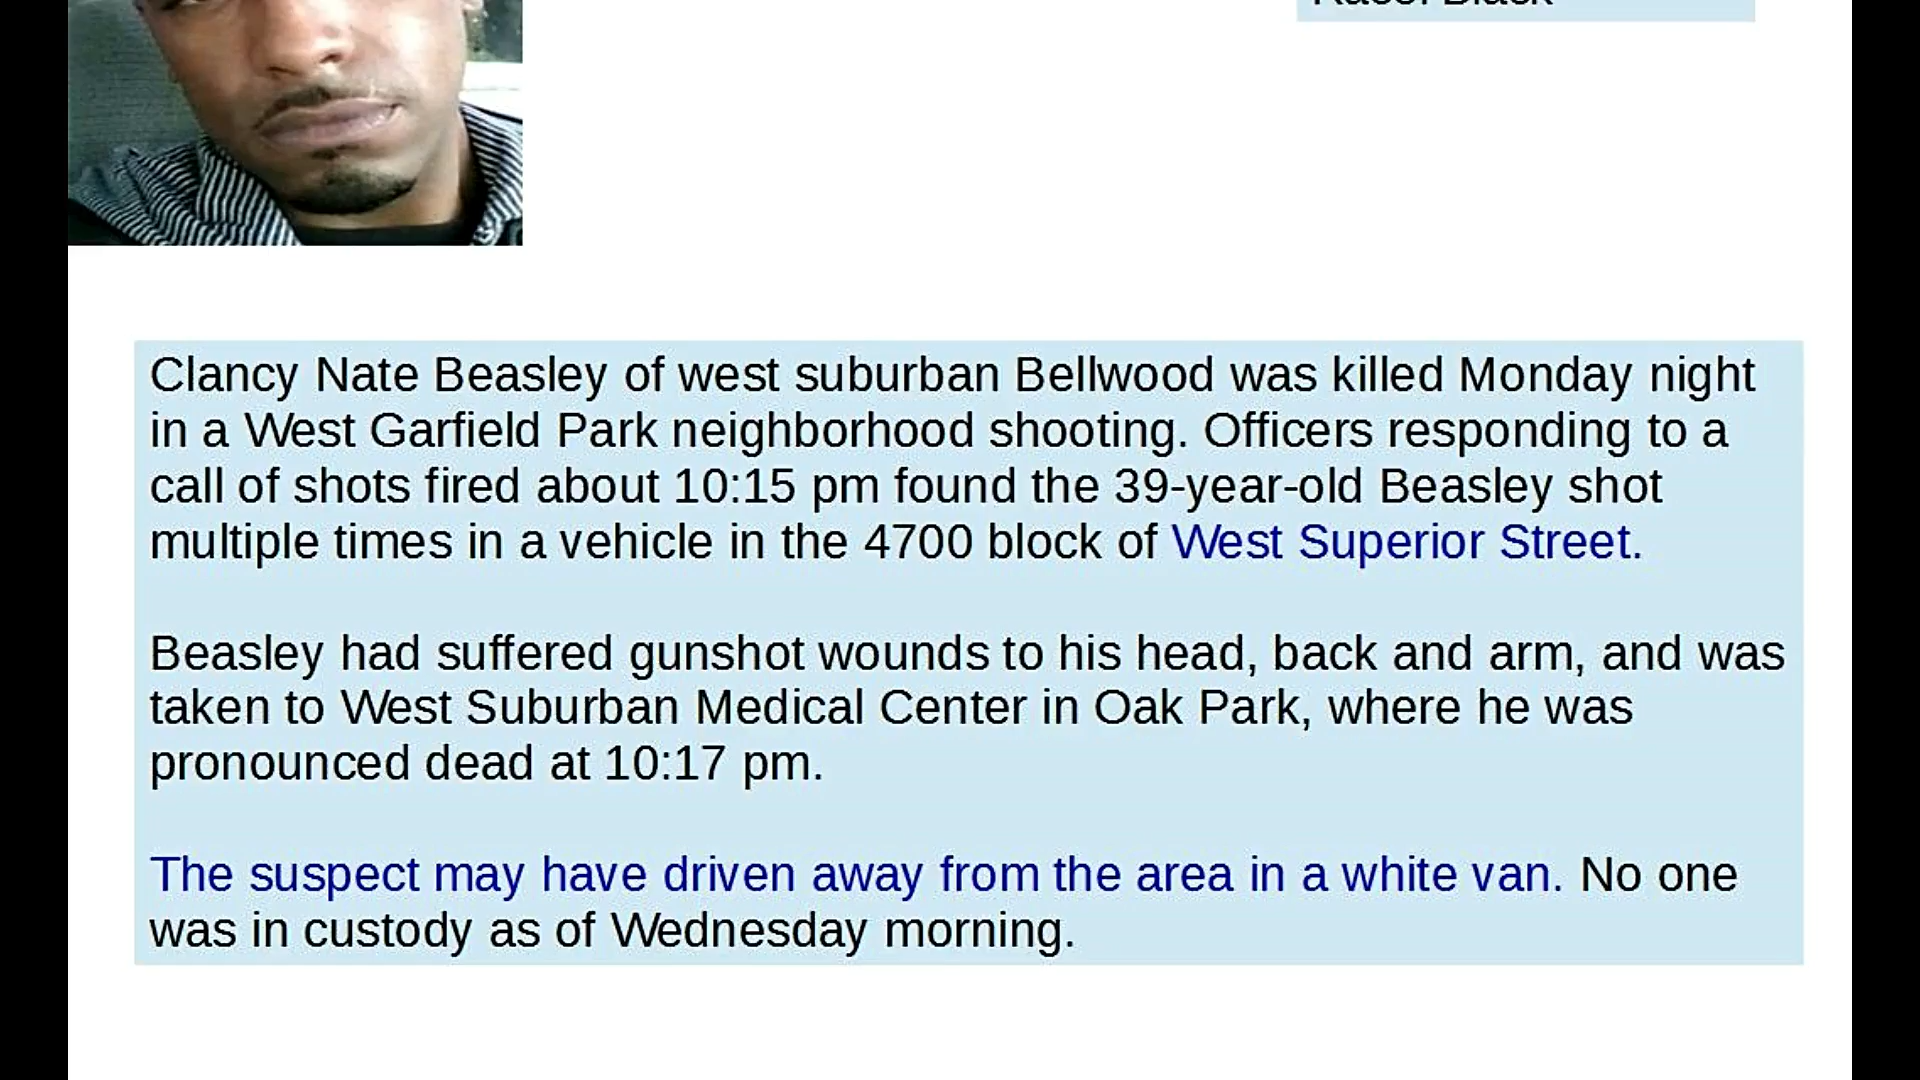 Race: Black
Clancy Nate Beasley of west suburban Bellwood was killed Monday night
in a West Garfield Park neighborhood shooting. Officers responding to a
call of shots fired about 10:15 pm found the 39-year-old Beasley shot
multiple times in a vehicle in the 4700 block of West Superior Street.
Beasley had suffered gunshot wounds to his head, back and arm, and was
taken to West Suburban Medical Center in Oak Park, where he was
pronounced dead at 10:17 pm.
The suspect may have driven away from the area in a white van. No one
was in custody as of Wednesday morning.